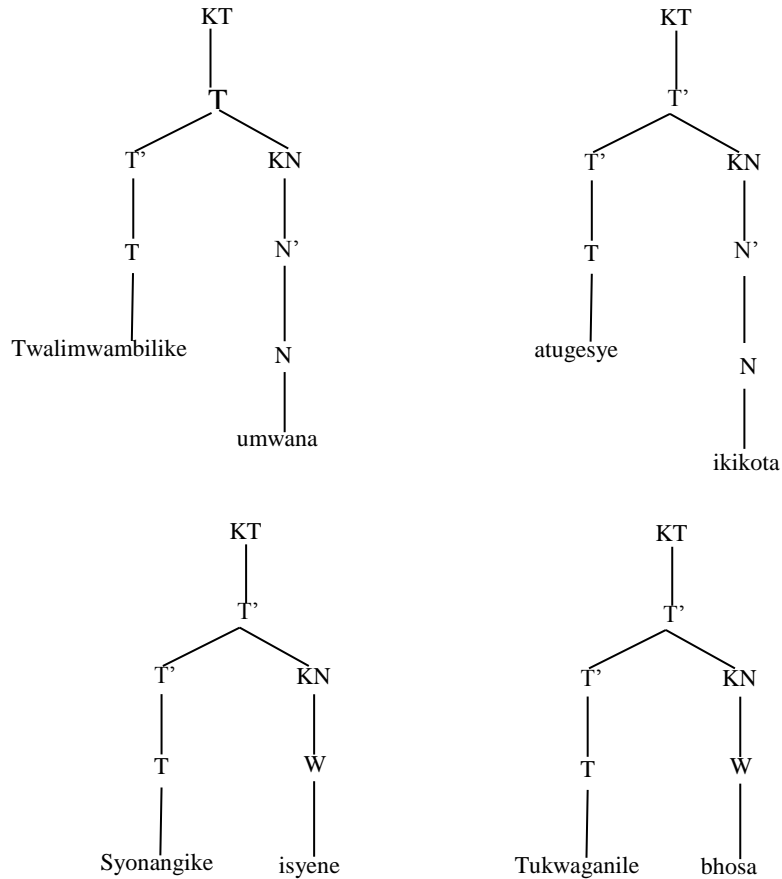 KT KT
T T’
T’ KN T’ KN
T N’ T N’
Twalimwambilike N atugesye N
umwana ikikota
KT KT
T’ T’
T’ KN T’ KN
T W T W
Syonangike isyene Tukwaganile bhosa